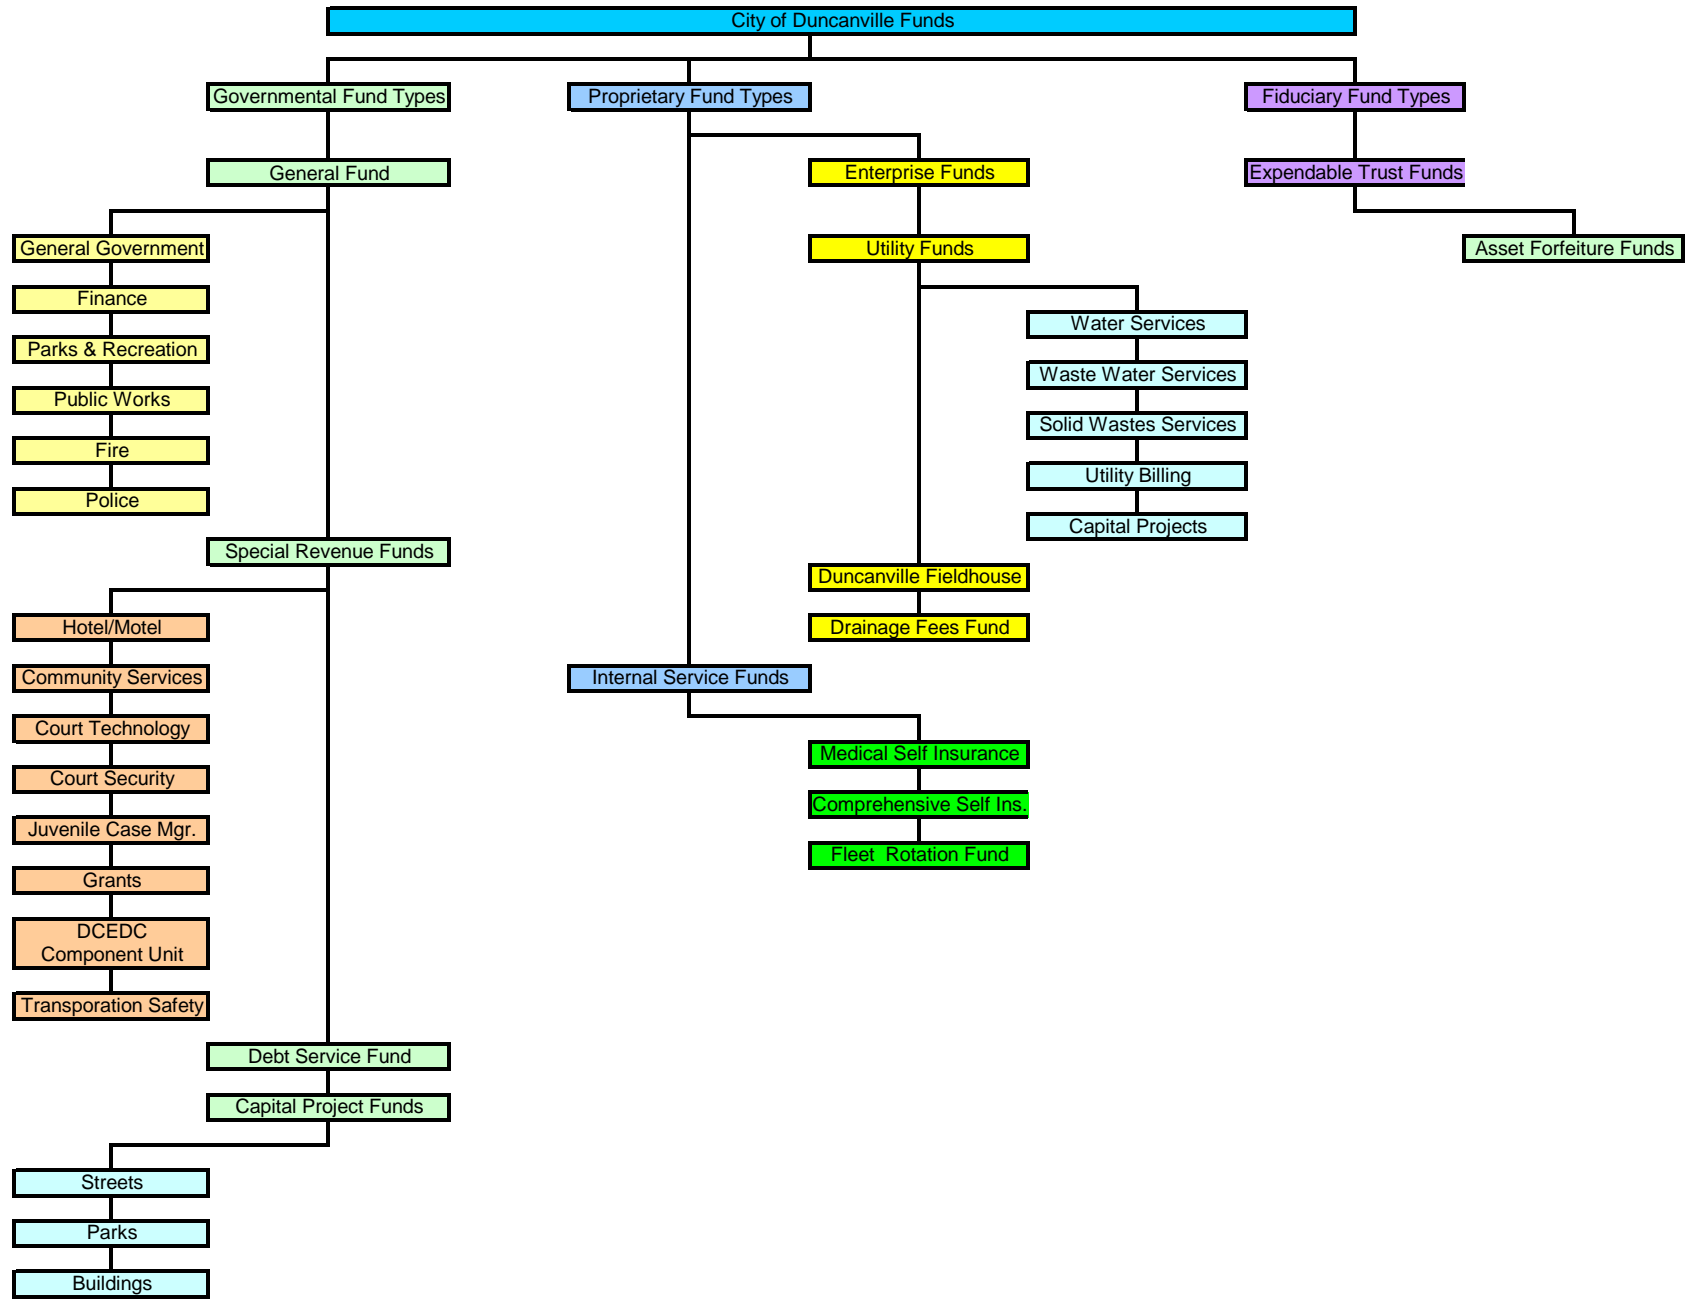 City of Duncanville Funds
Governmental Fund Types
Proprietary Fund Types
Fiduciary Fund Types
General Fund
Enterprise Funds
Expendable Trust Funds
General Government
Utility Funds
Asset Forfeiture Funds
Finance
Water Services
Parks & Recreation
Waste Water Services
Public Works
Solid Wastes Services
Fire
Utility Billing
Police
Capital Projects
Special Revenue Funds
Duncanville Fieldhouse
Hotel/Motel
Drainage Fees Fund
Community Services
Internal Service Funds
Court Technology
Medical Self Insurance
Court Security
Comprehensive Self Ins.
Juvenile Case Mgr.
Fleet  Rotation Fund
Grants
DCEDC
Component Unit
Transporation Safety
Debt Service Fund
Capital Project Funds
Streets
Parks
Buildings